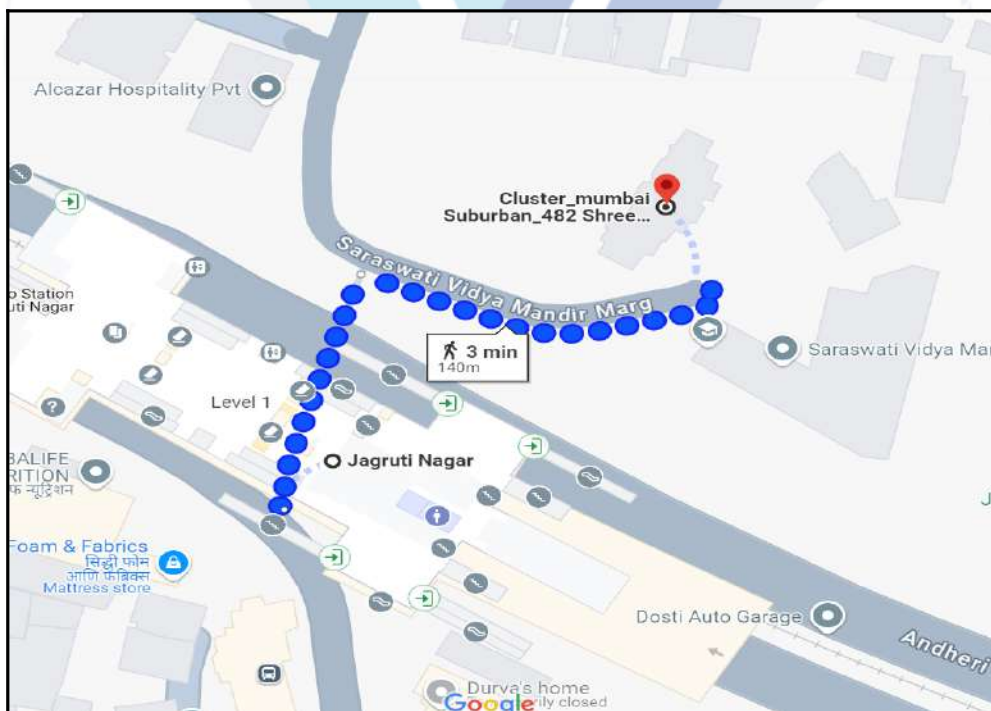 Alcazar Hospitality Pvt
Cluster_mumbai
Suburban_482 Shree...
Saraswati Vidya Mandir Marg
o Station
uti Nagar
3 min
140m
Saraswati Vidya Mar
Level 1
?
Jagruti Nagar
BALIFE
RITION
J
Foam & Fabrics
सिद्धी फोम
आणि फॅब्रिक्स
Mattress store
Dosti Auto Garage
Andheri
Durva's home
rily closed
Google